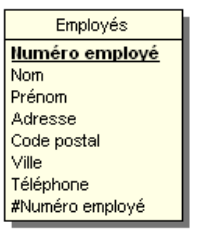 Employés
Numéro employé
Nom
Prénom
Adresse
Code postal
Ville
Téléphone
#Numéro employé